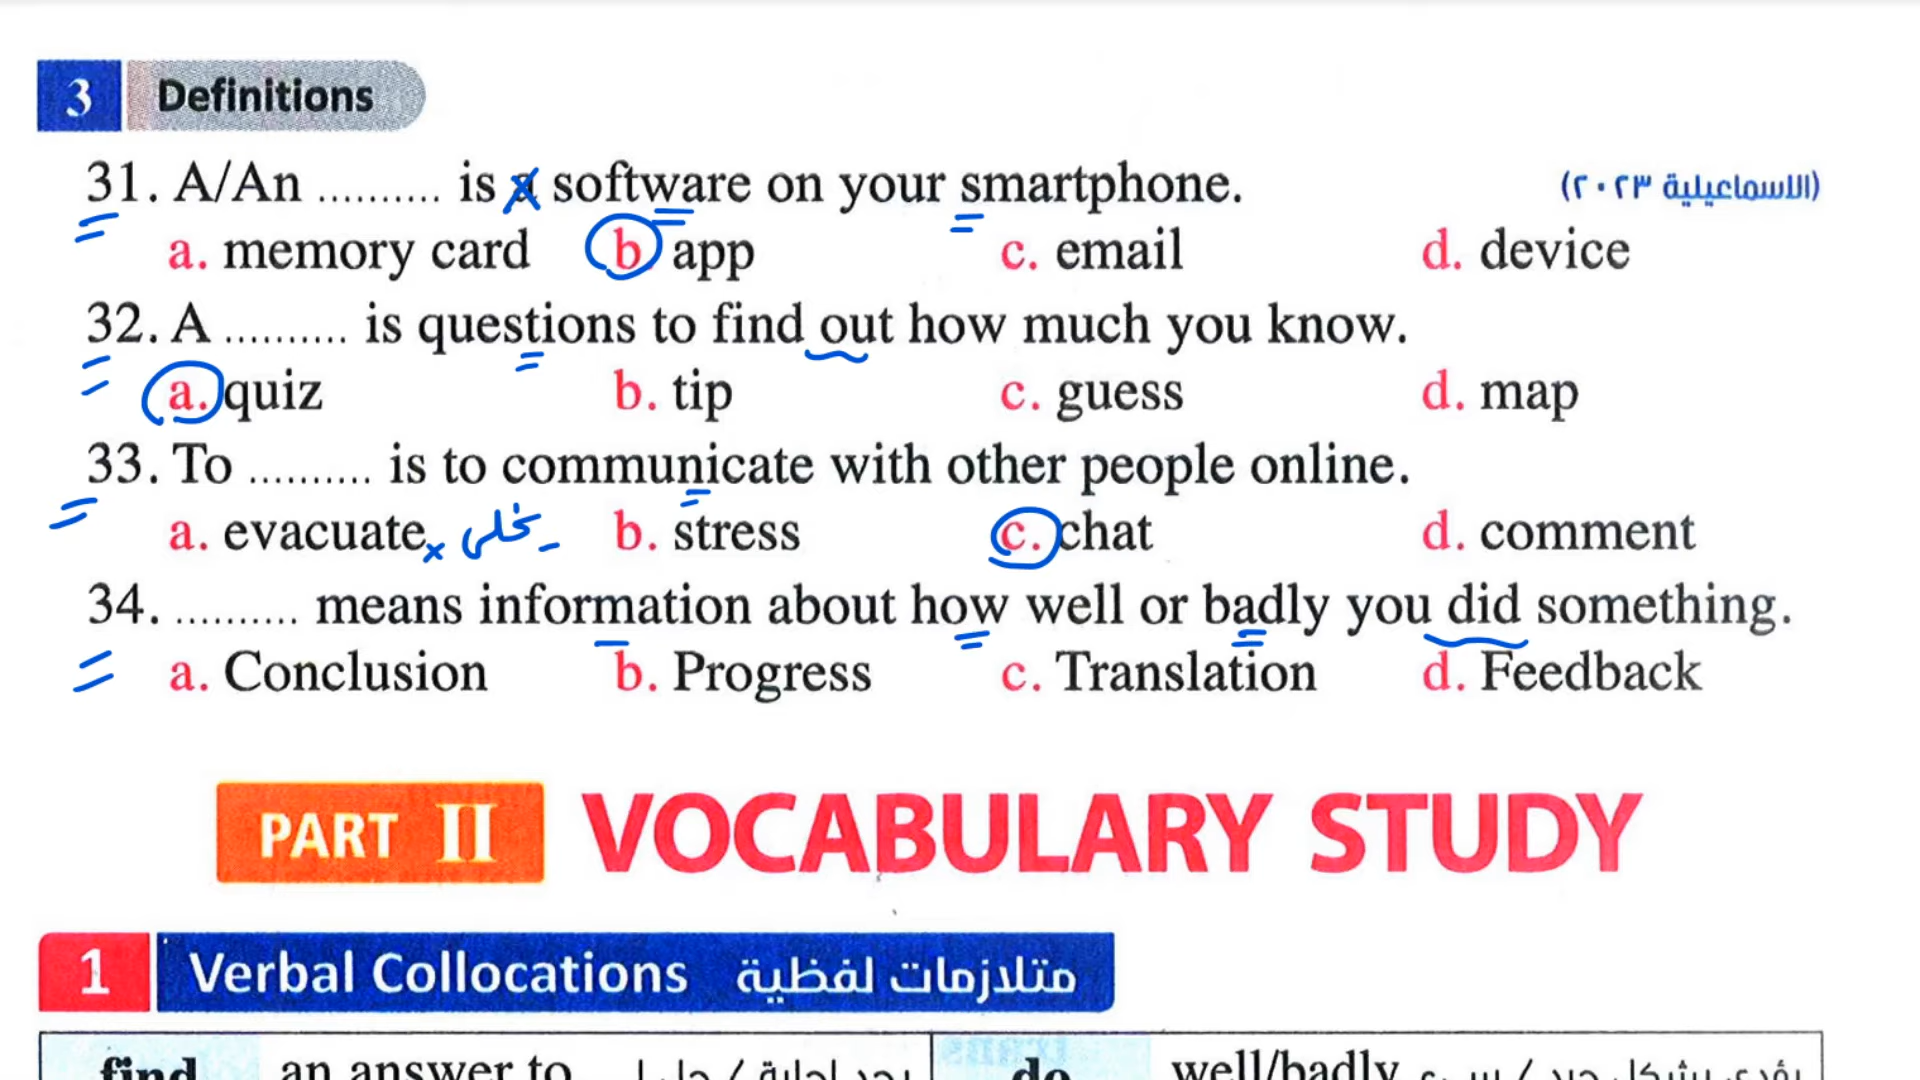 3 Definitions
31. A/An .......... is a software on your smartphone. (الاسماعيلية ٢٠٢٣)
a. memory card b. app c. email d. device
32. A .......... is questions to find out how much you know.
a. quiz b. tip c. guess d. map
33. To .......... is to communicate with other people online.
a. evacuate يخلي b. stress c. chat d. comment
34. .......... means information about how well or badly you did something.
a. Conclusion b. Progress c. Translation d. Feedback
PART II VOCABULARY STUDY
1 Verbal Collocations متلازمات لفظية
find an answer to do well/badly